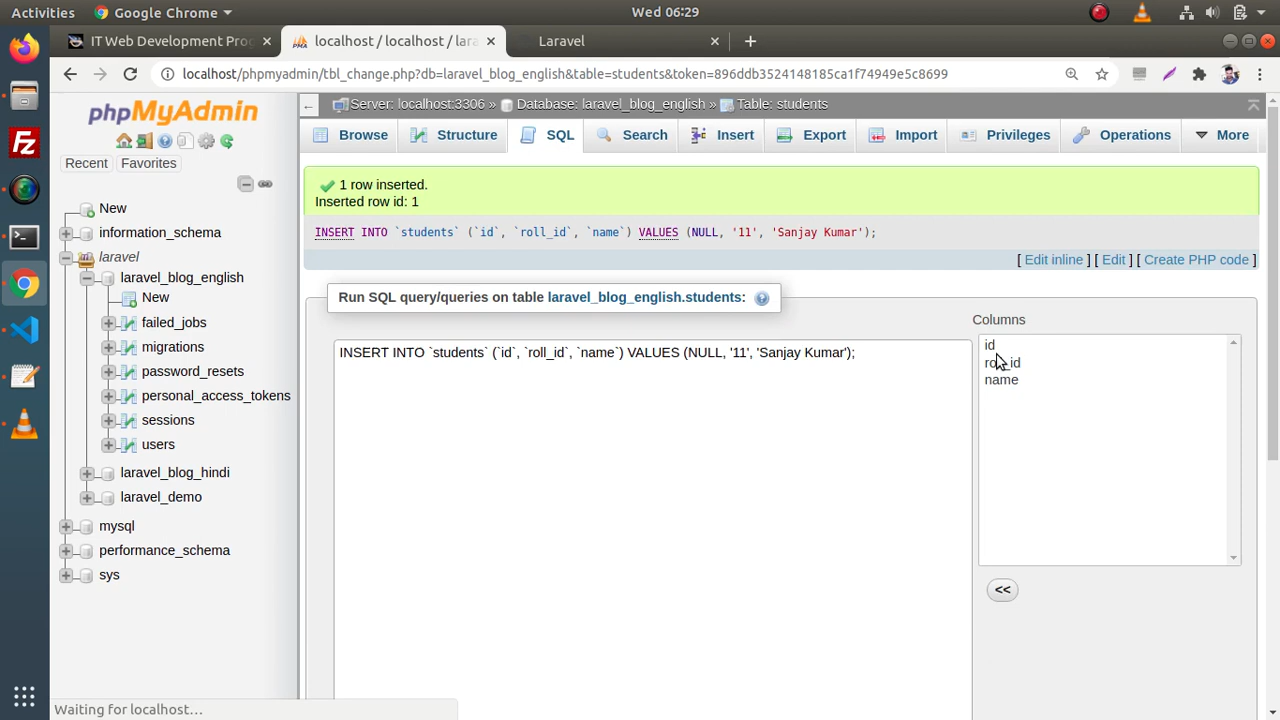 Activities Google Chrome Wed 06:29
IT Web Development Prog localhost / localhost / lara Laravel
localhost/phpmyadmin/tbl_change.php?db=laravel_blog_english&table=students&token=896ddb3524148185ca1f74949e5c8699
phpMyAdmin
Recent Favorites
New
information_schema
laravel
laravel_blog_english
New
failed_jobs
migrations
password_resets
personal_access_tokens
sessions
users
laravel_blog_hindi
laravel_demo
mysql
performance_schema
sys
← Server: localhost:3306 » Database: laravel_blog_english » Table: students
Browse Structure SQL Search Insert Export Import Privileges Operations More
1 row inserted.
Inserted row id: 1
INSERT INTO `students` (`id`, `roll_id`, `name`) VALUES (NULL, '11', 'Sanjay Kumar');
[ Edit inline ] [ Edit ] [ Create PHP code ]
Run SQL query/queries on table laravel_blog_english.students:
Columns
INSERT INTO `students` (`id`, `roll_id`, `name`) VALUES (NULL, '11', 'Sanjay Kumar');
id
roll_id
name
<<
Waiting for localhost…